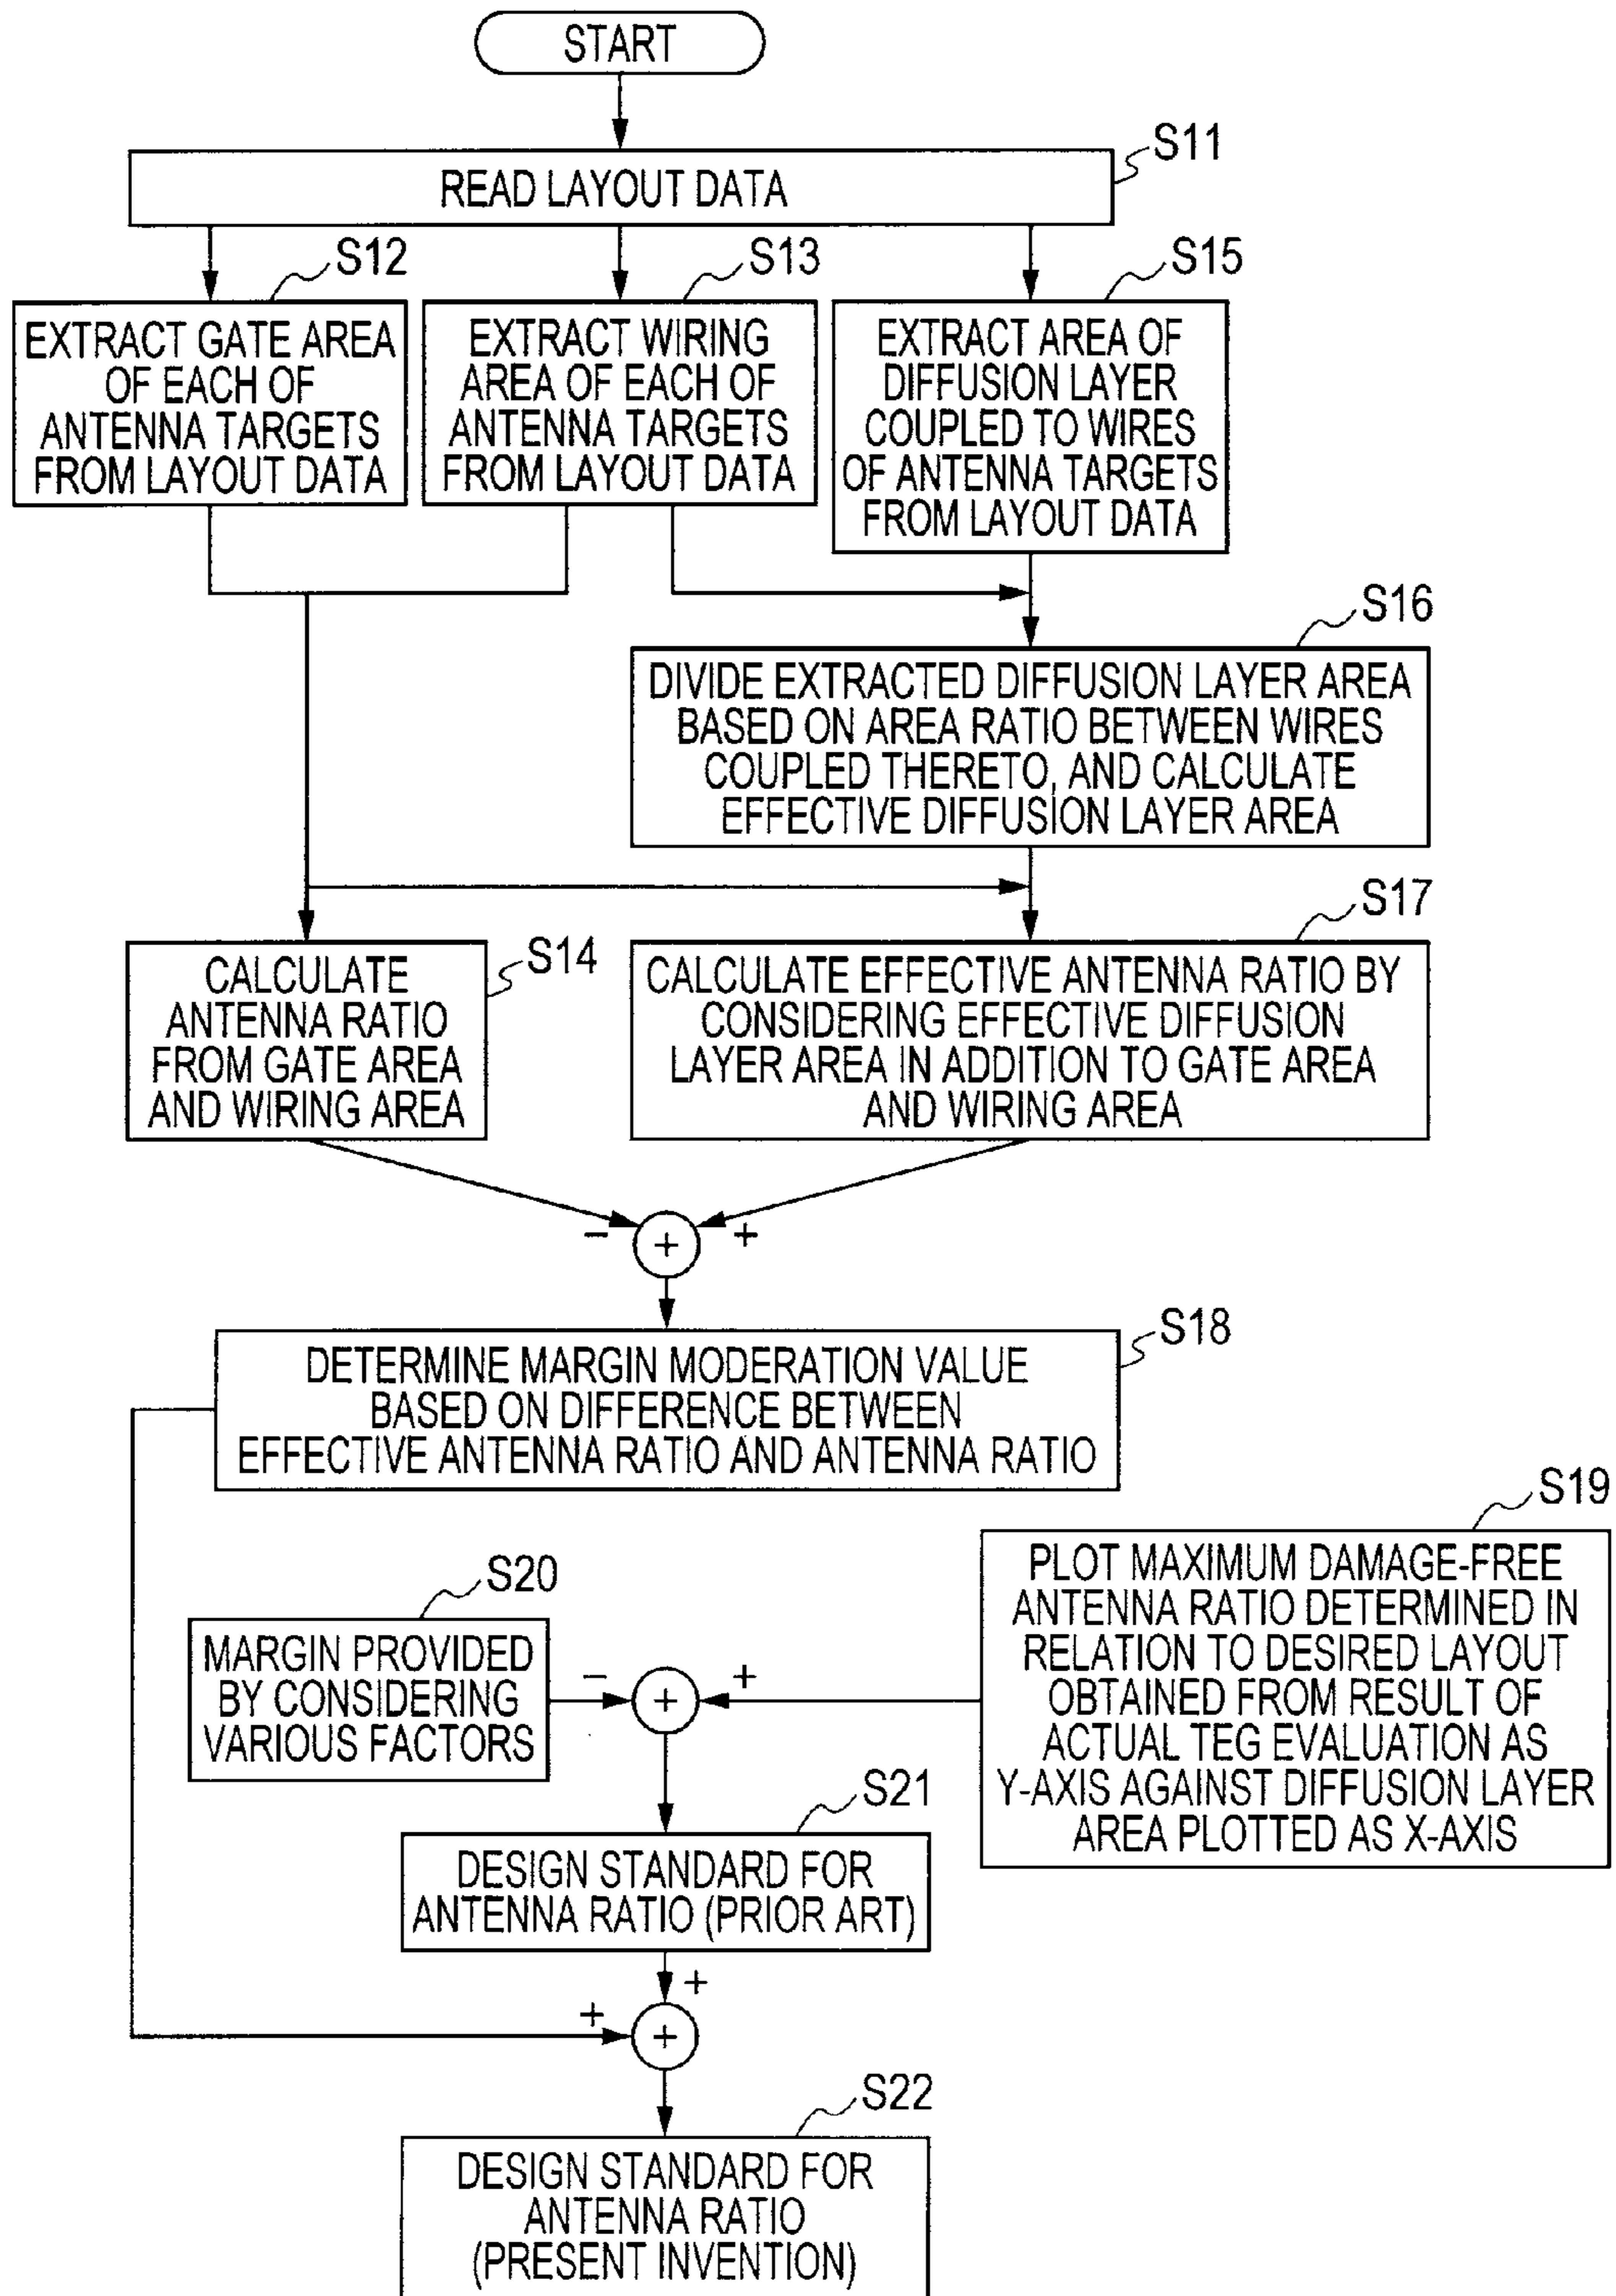 START
S11
READ LAYOUT DATA
S12
EXTRACT GATE AREA
OF EACH OF
ANTENNA TARGETS
FROM LAYOUT DATA
S13
EXTRACT WIRING
AREA OF EACH OF
ANTENNA TARGETS
FROM LAYOUT DATA
S15
EXTRACT AREA OF
DIFFUSION LAYER
COUPLED TO WIRES
OF ANTENNA TARGETS
FROM LAYOUT DATA
S16
DIVIDE EXTRACTED DIFFUSION LAYER AREA
BASED ON AREA RATIO BETWEEN WIRES
COUPLED THERETO, AND CALCULATE
EFFECTIVE DIFFUSION LAYER AREA
S14
CALCULATE
ANTENNA RATIO
FROM GATE AREA
AND WIRING AREA
S17
CALCULATE EFFECTIVE ANTENNA RATIO BY
CONSIDERING EFFECTIVE DIFFUSION
LAYER AREA IN ADDITION TO GATE AREA
AND WIRING AREA
− + +
S18
DETERMINE MARGIN MODERATION VALUE
BASED ON DIFFERENCE BETWEEN
EFFECTIVE ANTENNA RATIO AND ANTENNA RATIO
S19
PLOT MAXIMUM DAMAGE-FREE
ANTENNA RATIO DETERMINED IN
RELATION TO DESIRED LAYOUT
OBTAINED FROM RESULT OF
ACTUAL TEG EVALUATION AS
Y-AXIS AGAINST DIFFUSION LAYER
AREA PLOTTED AS X-AXIS
S20
MARGIN PROVIDED
BY CONSIDERING
VARIOUS FACTORS
− + +
S21
DESIGN STANDARD FOR
ANTENNA RATIO (PRIOR ART)
+
+ +
S22
DESIGN STANDARD FOR
ANTENNA RATIO
(PRESENT INVENTION)